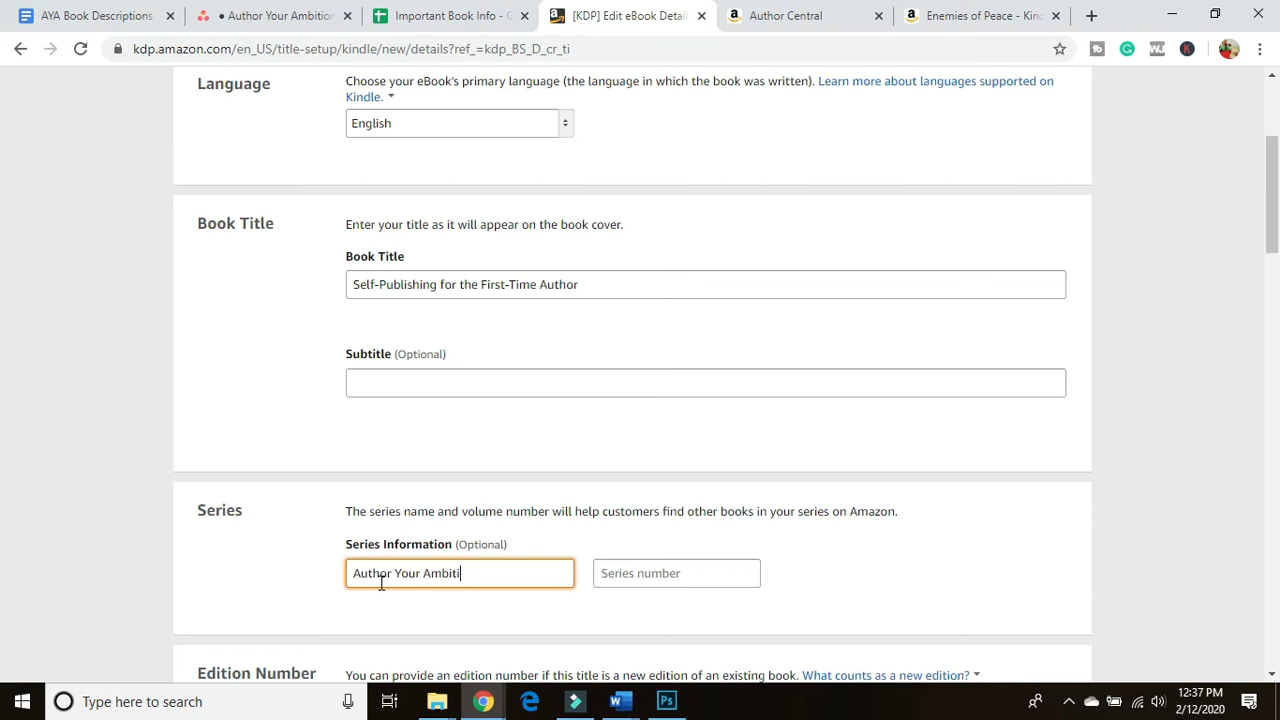 AYA Book Descriptions
• Author Your Ambition
Important Book Info - G
[KDP] Edit eBook Deta
Author Central
Enemies of Peace - Kin
kdp.amazon.com/en_US/title-setup/kindle/new/details?ref_=kdp_BS_D_cr_ti
Language
Choose your eBook's primary language (the language in which the book was written). Learn more about languages supported on
Kindle.
English
Book Title
Enter your title as it will appear on the book cover.
Book Title
Self-Publishing for the First-Time Author
Subtitle (Optional)
Series
The series name and volume number will help customers find other books in your series on Amazon.
Series Information (Optional)
Author Your Ambiti
Series number
Edition Number
You can provide an edition number if this title is a new edition of an existing book. What counts as a new edition?
Type here to search
12:37 PM
2/12/2020